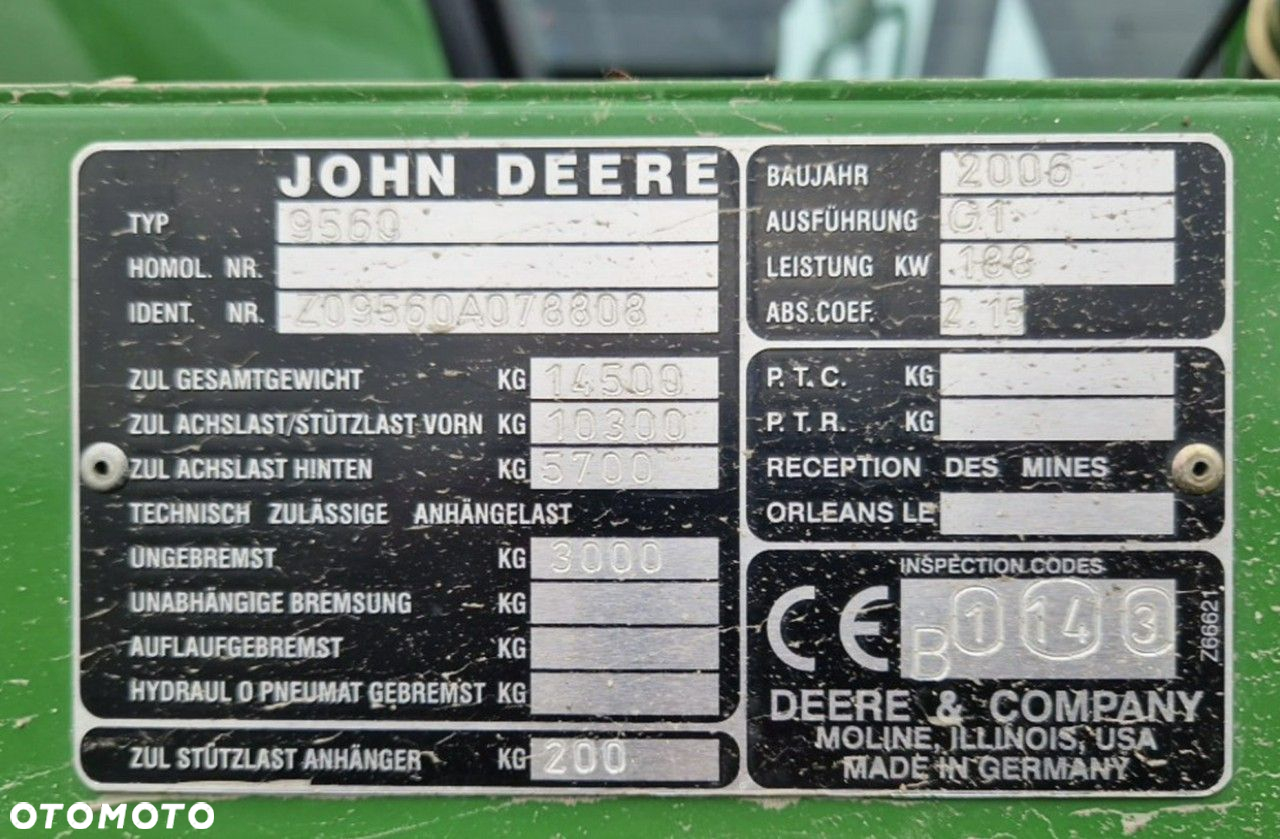 JOHN DEERE
TYP 9560
HOMOL. NR.
IDENT. NR. Z09560A078808
ZUL GESAMTGEWICHT KG 14500
ZUL ACHSLAST/STÜTZLAST VORN KG 10300
ZUL ACHSLAST HINTEN KG 5700
TECHNISCH ZULÄSSIGE ANHÄNGELAST
UNGEBREMST KG 3000
UNABHÄNGIGE BREMSUNG KG
AUFLAUFGEBREMST KG
HYDRAUL O PNEUMAT GEBREMST KG
ZUL STÜTZLAST ANHÄNGER KG 200
BAUJAHR 2006
AUSFÜHRUNG G1
LEISTUNG KW 188
ABS.COEF. 2.15
P.T.C. KG
P.T.R. KG
RECEPTION DES MINES
ORLEANS LE
INSPECTION CODES
CE B 1 14 3
Z66621
DEERE & COMPANY
MOLINE, ILLINOIS, USA
MADE IN GERMANY
OTOMOTO